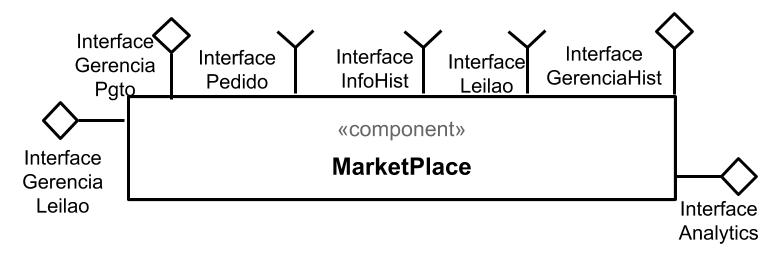 Interface
Gerencia
Pgto
Interface
Pedido
Interface
InfoHist
Interface
Leilao
Interface
GerenciaHist
«component»
MarketPlace
Interface
Gerencia
Leilao
Interface
Analytics